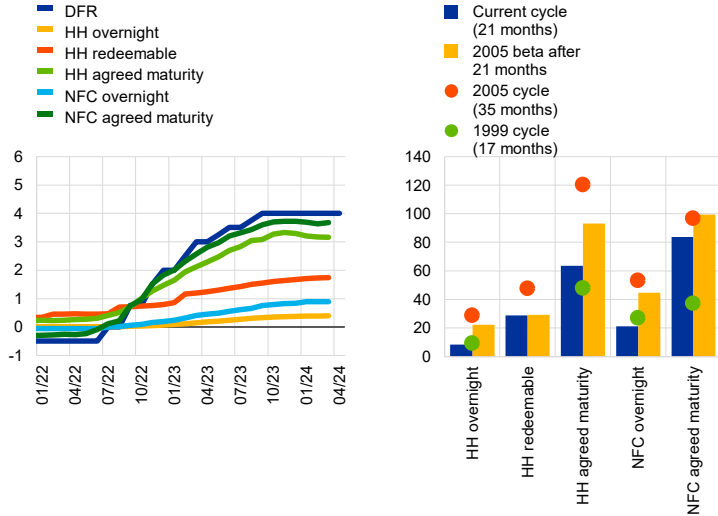 DFR
HH overnight
HH redeemable
HH agreed maturity
NFC overnight
NFC agreed maturity
6
5
4
3
2
1
0
-1
01/22
04/22
07/22
10/22
01/23
04/23
07/23
10/23
01/24
04/24
Current cycle
(21 months)
2005 beta after
21 months
2005 cycle
(35 months)
1999 cycle
(17 months)
140
120
100
80
60
40
20
0
HH overnight
HH redeemable
HH agreed maturity
NFC overnight
NFC agreed maturity